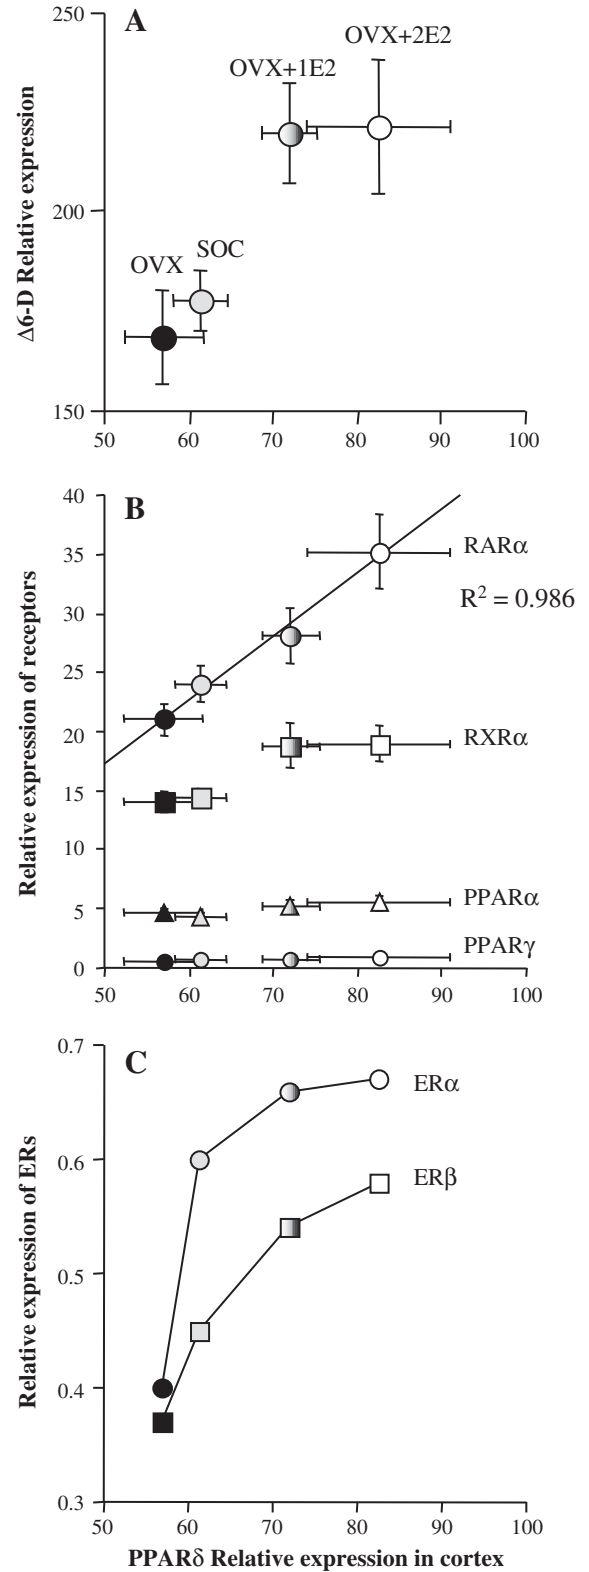 A
250
200
150
Δ6-D Relative expression
OVX+2E2
OVX+1E2
SOC
OVX
50 60 70 80 90 100
B
40
35
30
25
20
15
10
5
0
Relative expression of receptors
RARα
R² = 0.986
RXRα
PPARα
PPARγ
50 60 70 80 90 100
C
0.7
0.6
0.5
0.4
0.3
Relative expression of ERs
ERα
ERβ
50 60 70 80 90 100
PPARδ Relative expression in cortex